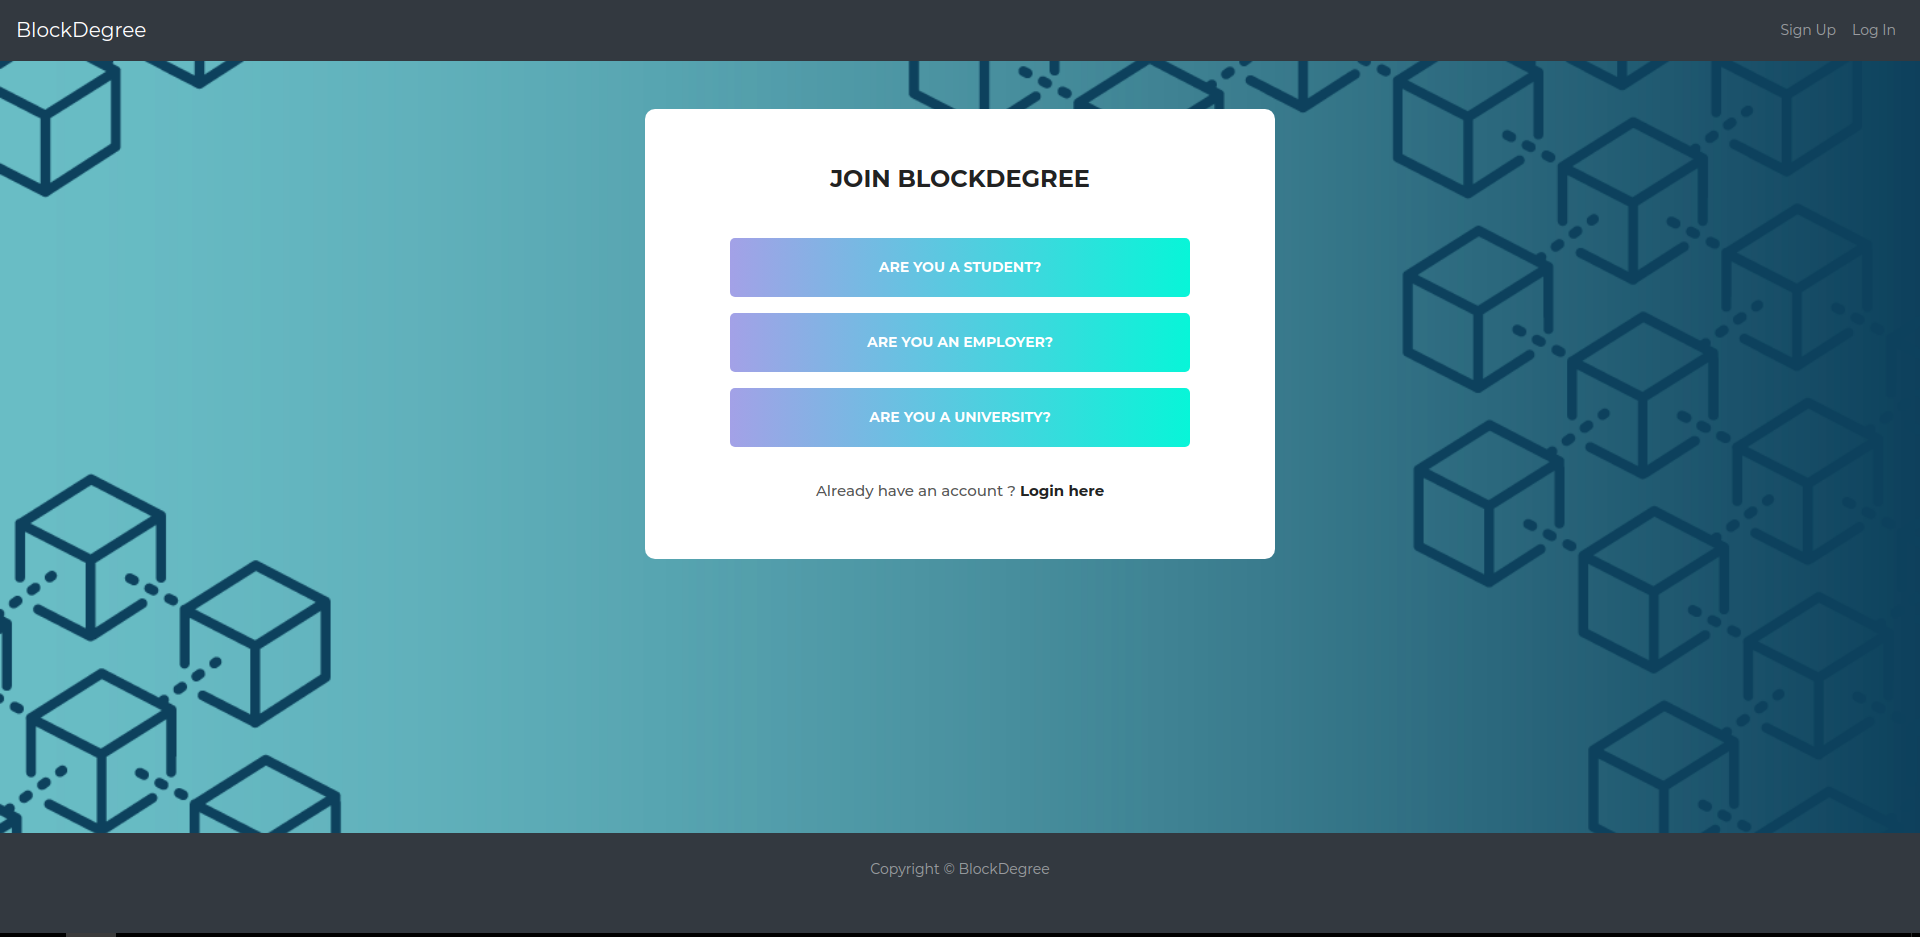 BlockDegree
Sign Up Log In
JOIN BLOCKDEGREE
ARE YOU A STUDENT?
ARE YOU AN EMPLOYER?
ARE YOU A UNIVERSITY?
Already have an account ? Login here
Copyright © BlockDegree